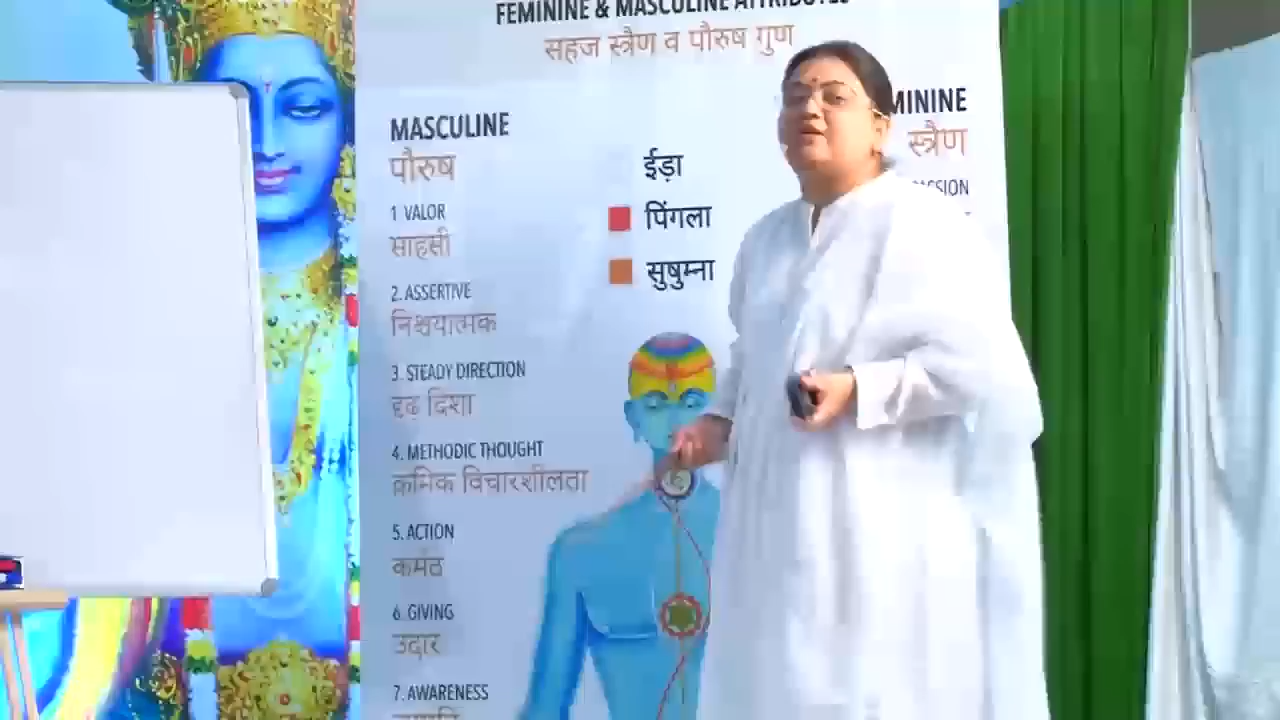 FEMININE & MASCULINE ATTRIBUTES
सहज स्त्रैण व पौरुष गुण
MASCULINE
पौरुष
1 VALOR
साहसी
2. ASSERTIVE
निश्चयात्मक
3. STEADY DIRECTION
दृढ़ दिशा
4. METHODIC THOUGHT
क्रमिक विचारशीलता
5. ACTION
कर्मठ
6. GIVING
उदार
7. AWARENESS
ईड़ा
पिंगला
सुषुम्ना
MININE
स्त्रैण